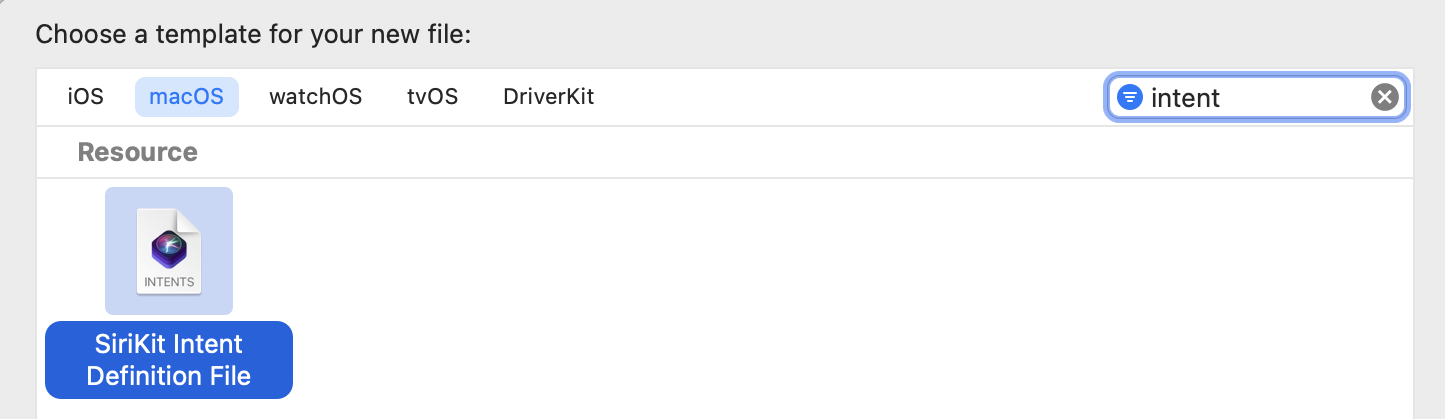 Choose a template for your new file:
iOS macOS watchOS tvOS DriverKit intent
Resource
INTENTS
SiriKit Intent
Definition File